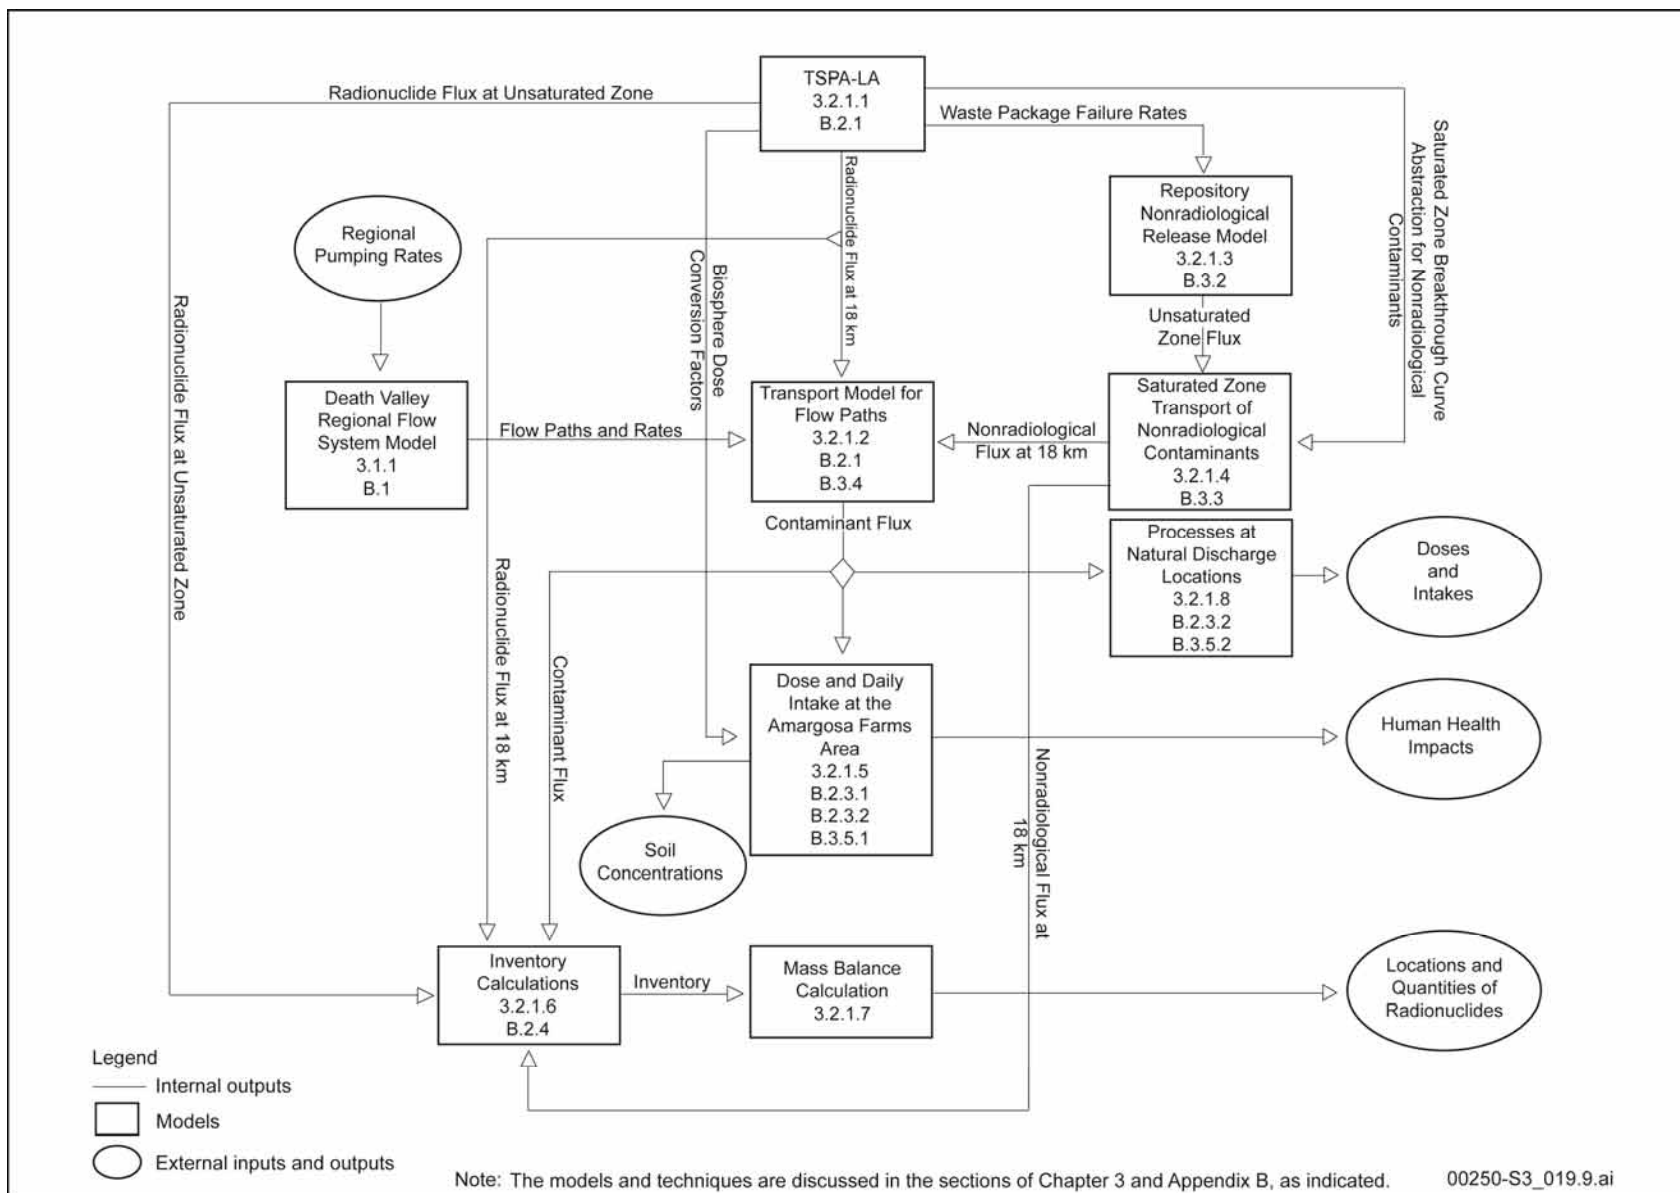 TSPA-LA
3.2.1.1
B.2.1
Radionuclide Flux at Unsaturated Zone
Waste Package Failure Rates
Saturated Zone Breakthrough Curve
Abstraction for Nonradiological
Contaminants
Radionuclide Flux at 18 km
Biosphere Dose
Conversion Factors
Regional
Pumping Rates
Repository
Nonradiological
Release Model
3.2.1.3
B.3.2
Unsaturated
Zone Flux
Radionuclide Flux at Unsaturated Zone
Death Valley
Regional Flow
System Model
3.1.1
B.1
Flow Paths and Rates
Transport Model for
Flow Paths
3.2.1.2
B.2.1
B.3.4
Nonradiological
Flux at 18 km
Saturated Zone
Transport of
Nonradiological
Contaminants
3.2.1.4
B.3.3
Contaminant Flux
Processes at
Natural Discharge
Locations
3.2.1.8
B.2.3.2
B.3.5.2
Doses
and
Intakes
Radionuclide Flux at 18 km
Contaminant Flux
Dose and Daily
Intake at the
Amargosa Farms
Area
3.2.1.5
B.2.3.1
B.2.3.2
B.3.5.1
Human Health
Impacts
Nonradiological Flux at
18 km
Soil
Concentrations
Inventory
Calculations
3.2.1.6
B.2.4
Inventory
Mass Balance
Calculation
3.2.1.7
Locations and
Quantities of
Radionuclides
Legend
Internal outputs
Models
External inputs and outputs
Note: The models and techniques are discussed in the sections of Chapter 3 and Appendix B, as indicated.
00250-S3_019.9.ai